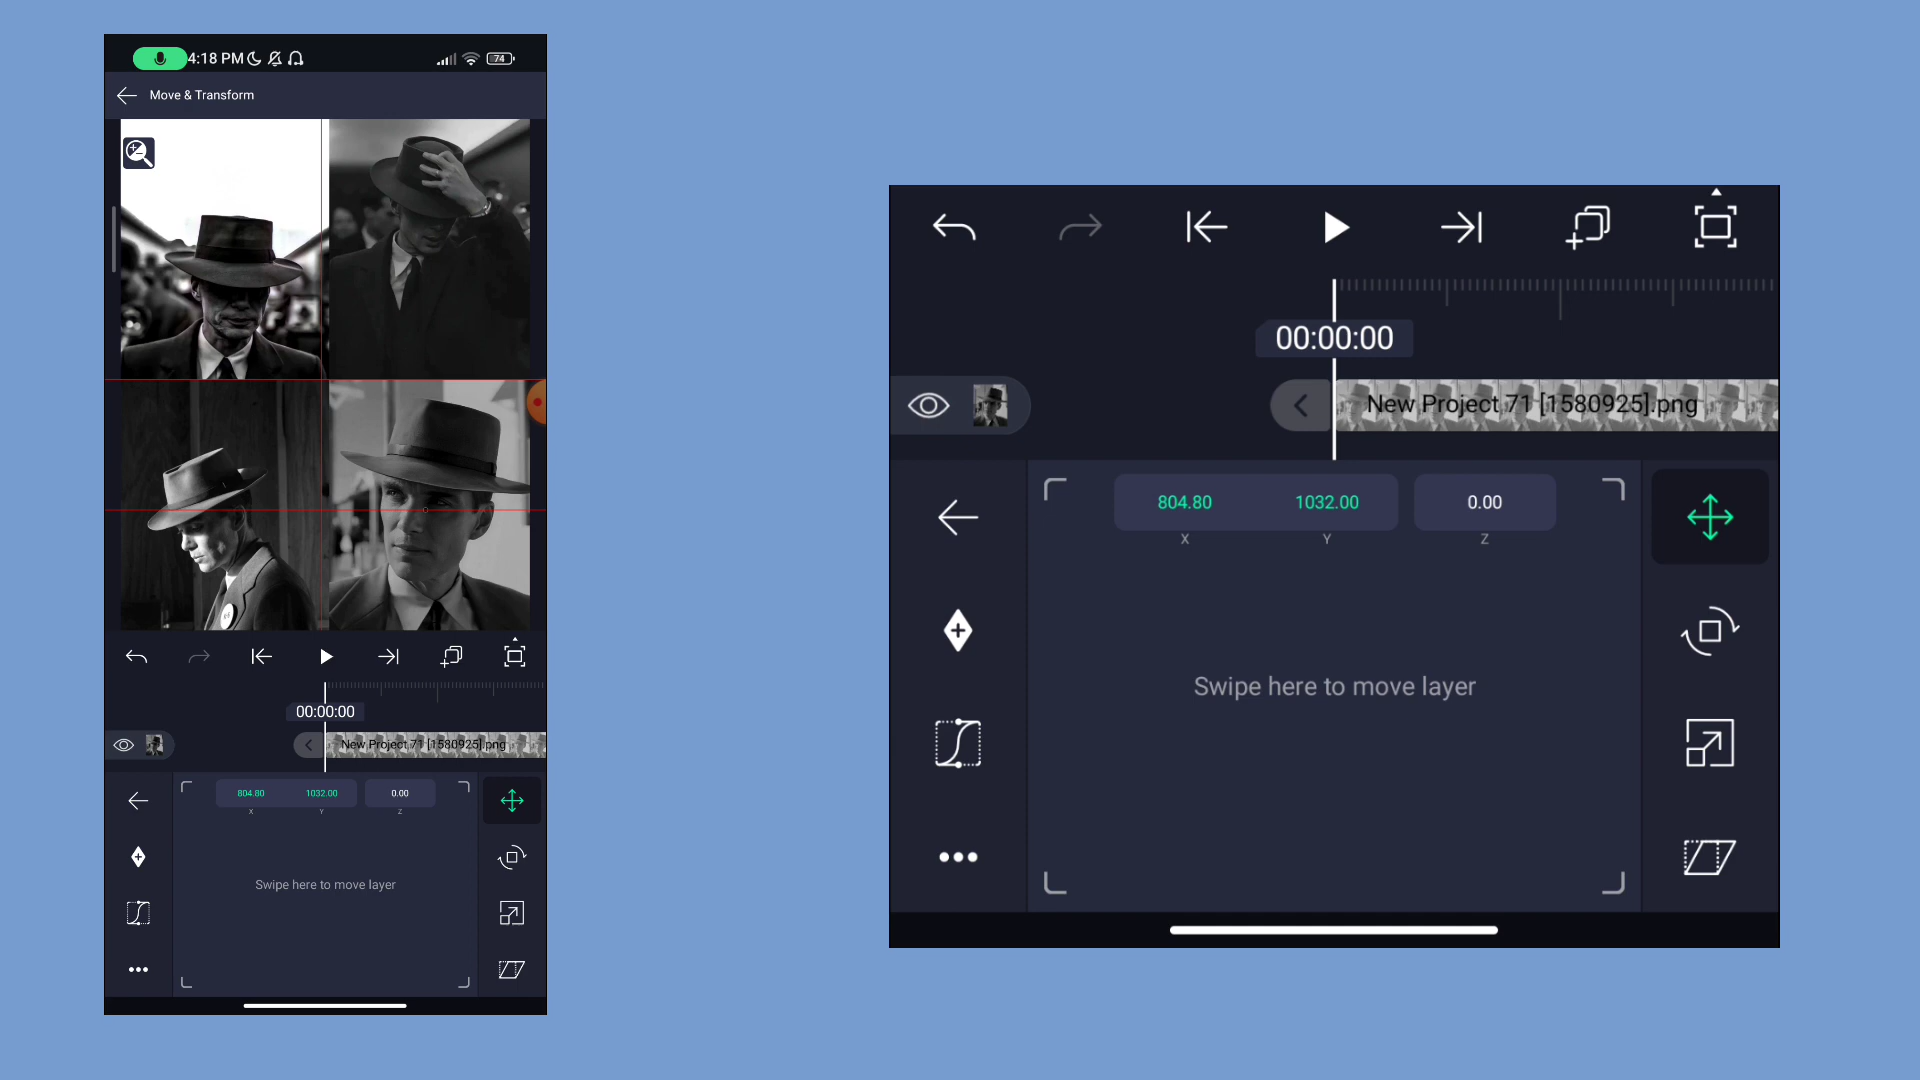 4:18 PM
74
Move & Transform
00:00:00
New Project 71 [1580925].png
804.80 1032.00 0.00
X Y Z
Swipe here to move layer
00:00:00
New Project 71 [1580925].png
804.80 1032.00 0.00
X Y Z
Swipe here to move layer